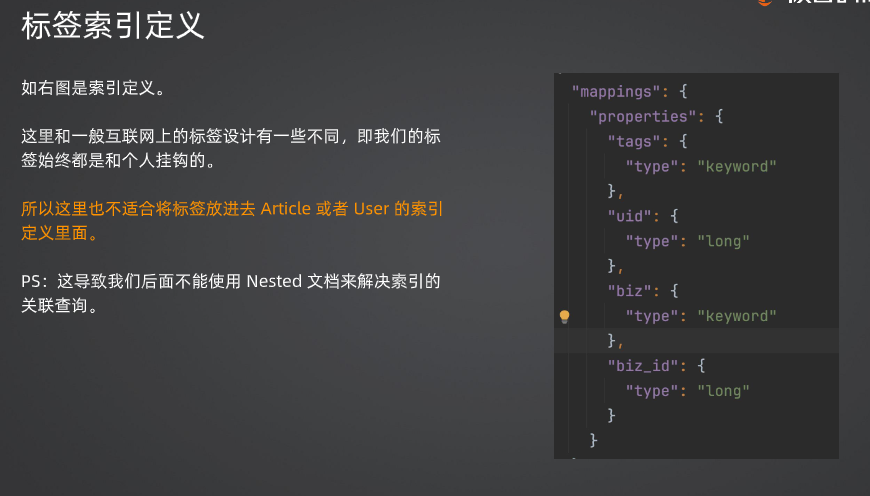 标签索引定义
如右图是索引定义。
这里和一般互联网上的标签设计有一些不同，即我们的标
签始终都是和个人挂钩的。
所以这里也不适合将标签放进去 Article 或者 User 的索引
定义里面。
PS：这导致我们后面不能使用 Nested 文档来解决索引的
关联查询。
"mappings": {
"properties": {
"tags": {
"type": "keyword"
},
"uid": {
"type": "long"
},
"biz": {
"type": "keyword"
},
"biz_id": {
"type": "long"
}
}